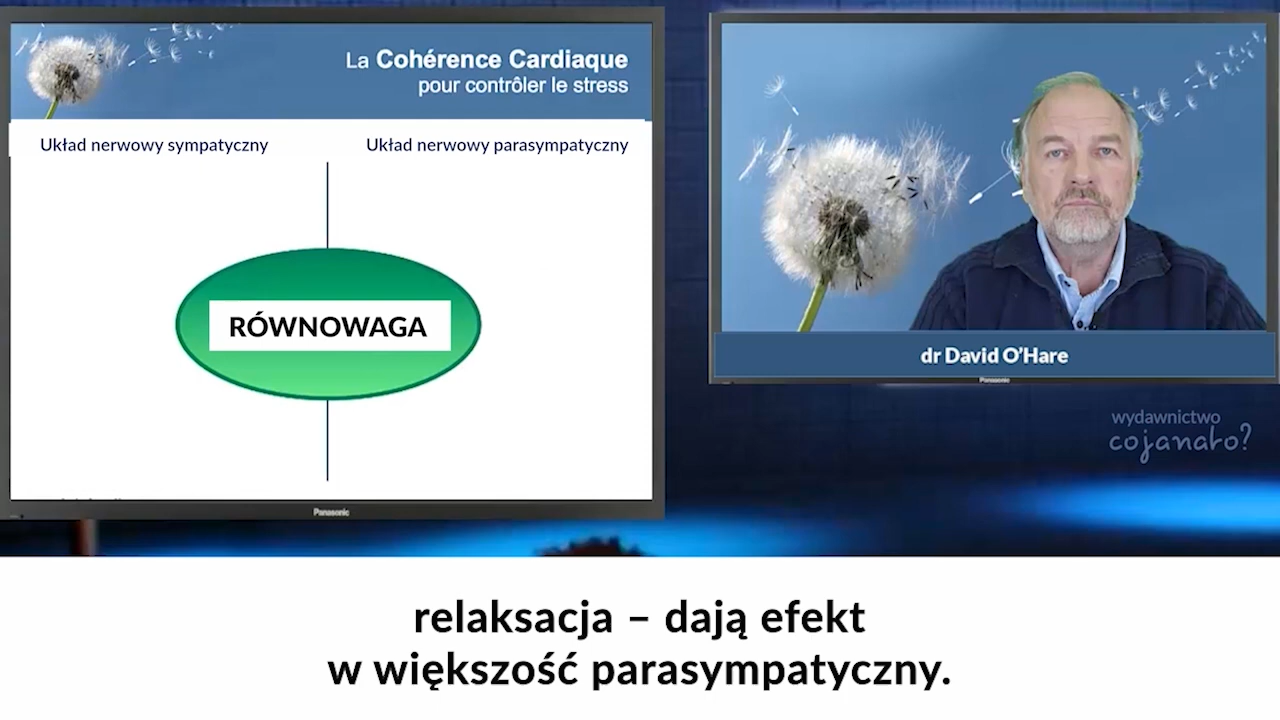 La Cohérence Cardiaque
pour contrôler le stress
Układ nerwowy sympatyczny
Układ nerwowy parasympatyczny
RÓWNOWAGA
Panasonic
dr David O'Hare
Panasonic
wydawnictwo
cojanato?
relaksacja – dają efekt
w większość parasympatyczny.